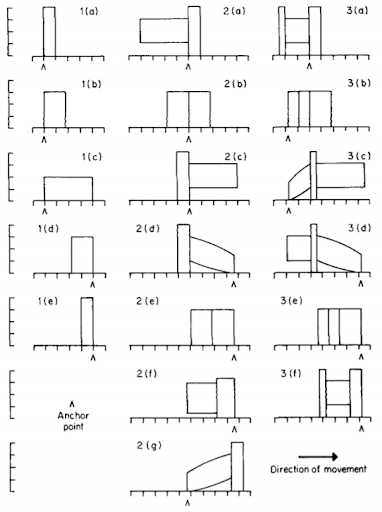 1(a) 2(a) 3(a)
1(b) 2(b) 3(b)
1(c) 2(c) 3(c)
1(d) 2(d) 3(d)
1(e) 2(e) 3(e)
2(f) 3(f)
Anchor
point
2(g)
Direction of movement